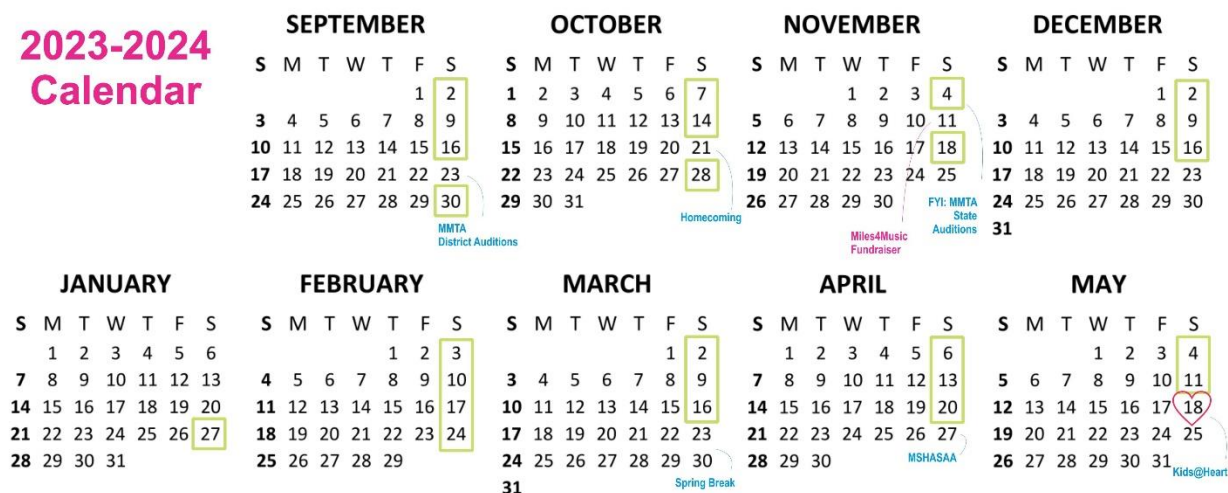 2023-2024
Calendar
SEPTEMBER
S M T W T F S
1 2
3 4 5 6 7 8 9
10 11 12 13 14 15 16
17 18 19 20 21 22 23
24 25 26 27 28 29 30
MMTA
District Auditions
OCTOBER
S M T W T F S
1 2 3 4 5 6 7
8 9 10 11 12 13 14
15 16 17 18 19 20 21
22 23 24 25 26 27 28
29 30 31
Homecoming
NOVEMBER
S M T W T F S
1 2 3 4
5 6 7 8 9 10 11
12 13 14 15 16 17 18
19 20 21 22 23 24 25
26 27 28 29 30
Miles4Music
Fundraiser
FYI: MMTA
State
Auditions
DECEMBER
S M T W T F S
1 2
3 4 5 6 7 8 9
10 11 12 13 14 15 16
17 18 19 20 21 22 23
24 25 26 27 28 29 30
31
JANUARY
S M T W T F S
1 2 3 4 5 6
7 8 9 10 11 12 13
14 15 16 17 18 19 20
21 22 23 24 25 26 27
28 29 30 31
FEBRUARY
S M T W T F S
1 2 3
4 5 6 7 8 9 10
11 12 13 14 15 16 17
18 19 20 21 22 23 24
25 26 27 28 29
MARCH
S M T W T F S
1 2
3 4 5 6 7 8 9
10 11 12 13 14 15 16
17 18 19 20 21 22 23
24 25 26 27 28 29 30
31
Spring Break
APRIL
S M T W T F S
1 2 3 4 5 6
7 8 9 10 11 12 13
14 15 16 17 18 19 20
21 22 23 24 25 26 27
28 29 30
MSHASAA
MAY
S M T W T F S
1 2 3 4
5 6 7 8 9 10 11
12 13 14 15 16 17 18
19 20 21 22 23 24 25
26 27 28 29 30 31
Kids@Heart